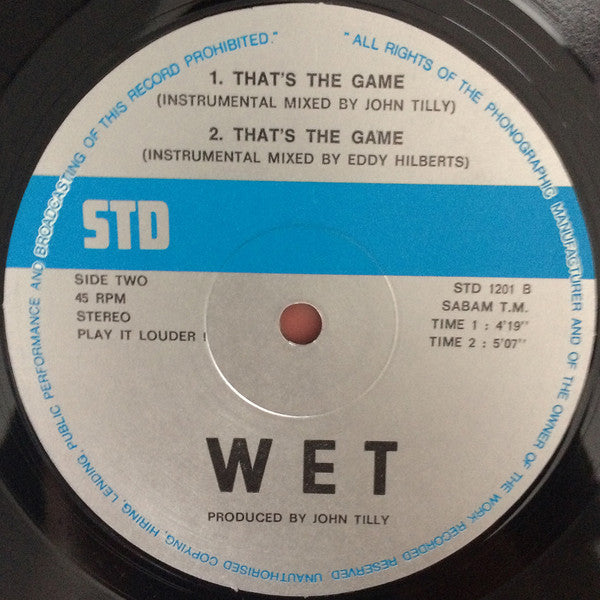 " ALL RIGHTS OF THE PHONOGRAPHIC MANUFACTURER AND OF THE OWNER OF THE WORK RECORDED RESERVED UNAUTHORISED COPYING, HIRING, LENDING, PUBLIC PERFORMANCE AND BROADCASTING OF THIS RECORD PROHIBITED."
1. THAT'S THE GAME
(INSTRUMENTAL MIXED BY JOHN TILLY)
2. THAT'S THE GAME
(INSTRUMENTAL MIXED BY EDDY HILBERTS)
STD
SIDE TWO
45 RPM
STEREO
PLAY IT LOUDER !
STD 1201 B
SABAM T.M.
TIME 1 : 4'19"
TIME 2 : 5'07"
WET
PRODUCED BY JOHN TILLY